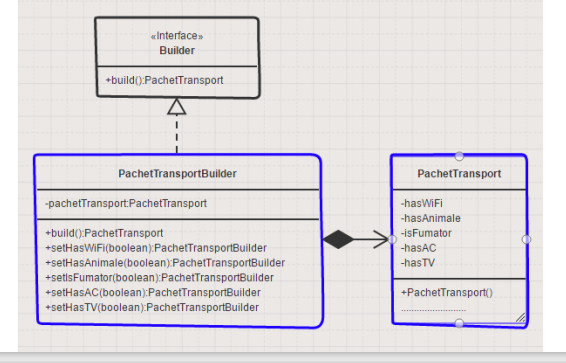 «Interface»
Builder
+build():PachetTransport
PachetTransportBuilder
-pachetTransport:PachetTransport
+build():PachetTransport
+setHasWiFi(boolean):PachetTransportBuilder
+setHasAnimale(boolean):PachetTransportBuilder
+setIsFumator(boolean):PachetTransportBuilder
+setHasAC(boolean):PachetTransportBuilder
+setHasTV(boolean):PachetTransportBuilder
PachetTransport
-hasWiFi
-hasAnimale
-isFumator
-hasAC
-hasTV
+PachetTransport()
........................